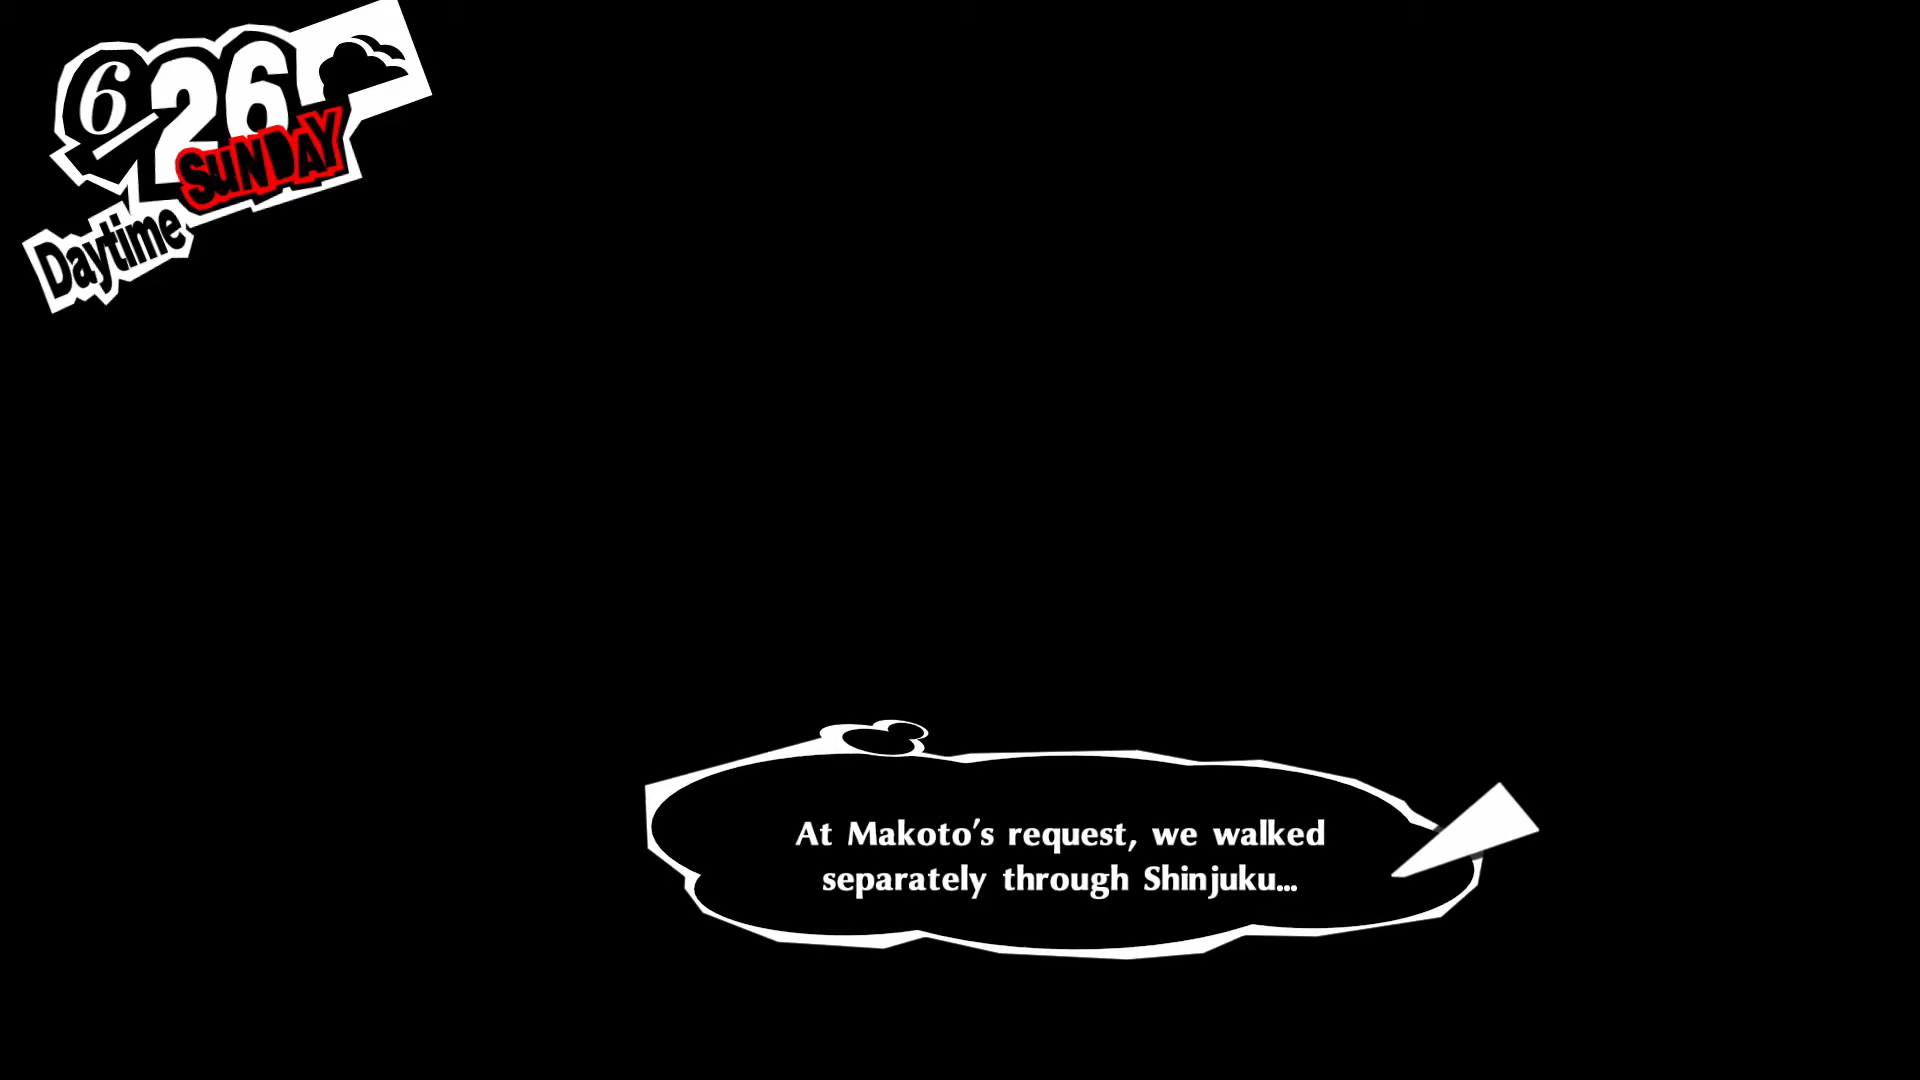 6/26
SUNDAY
Daytime
At Makoto's request, we walked
separately through Shinjuku...